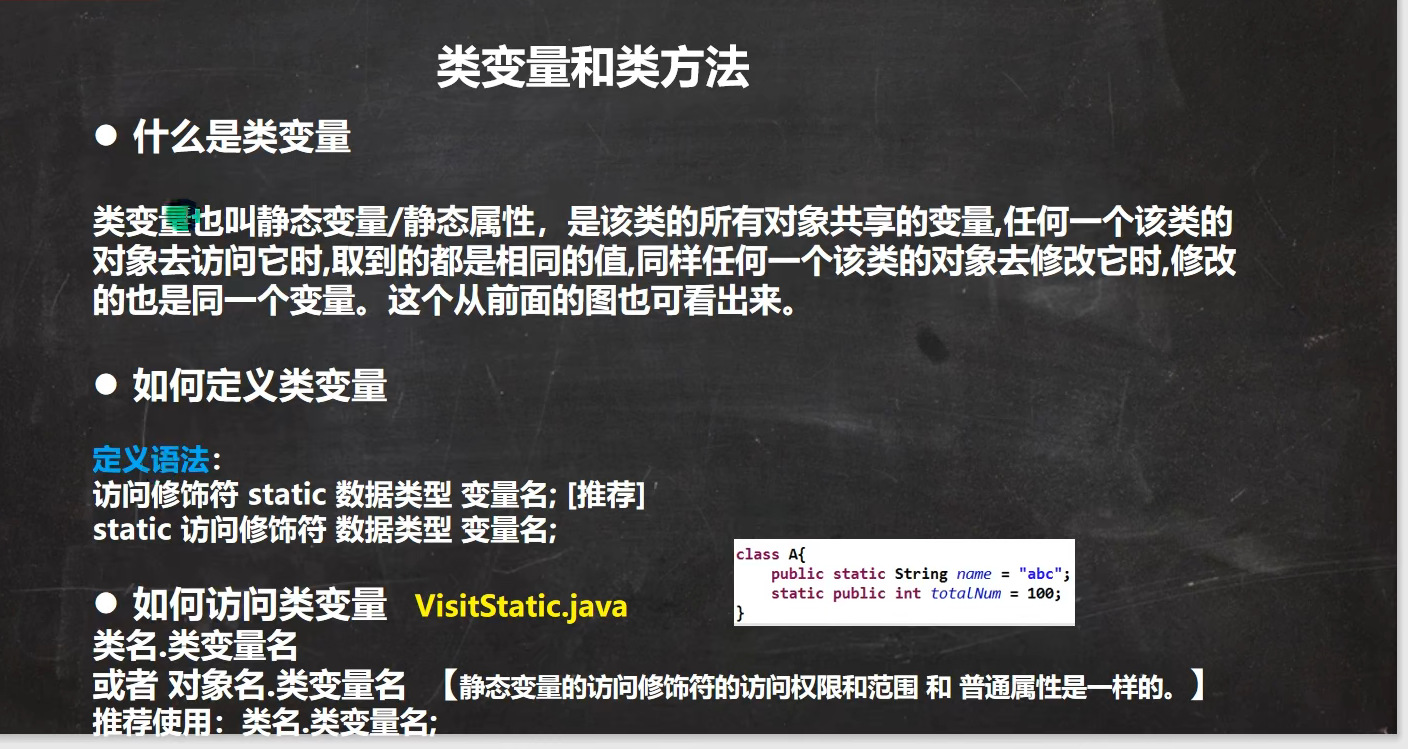 类变量和类方法
● 什么是类变量
类变量也叫静态变量/静态属性，是该类的所有对象共享的变量,任何一个该类的
对象去访问它时,取到的都是相同的值,同样任何一个该类的对象去修改它时,修改
的也是同一个变量。这个从前面的图也可看出来。
● 如何定义类变量
定义语法：
访问修饰符 static 数据类型 变量名; [推荐]
static 访问修饰符 数据类型 变量名;
class A{
public static String name = "abc";
static public int totalNum = 100;
}
● 如何访问类变量 VisitStatic.java
类名.类变量名
或者 对象名.类变量名 【静态变量的访问修饰符的访问权限和范围 和 普通属性是一样的。】
推荐使用：类名.类变量名;